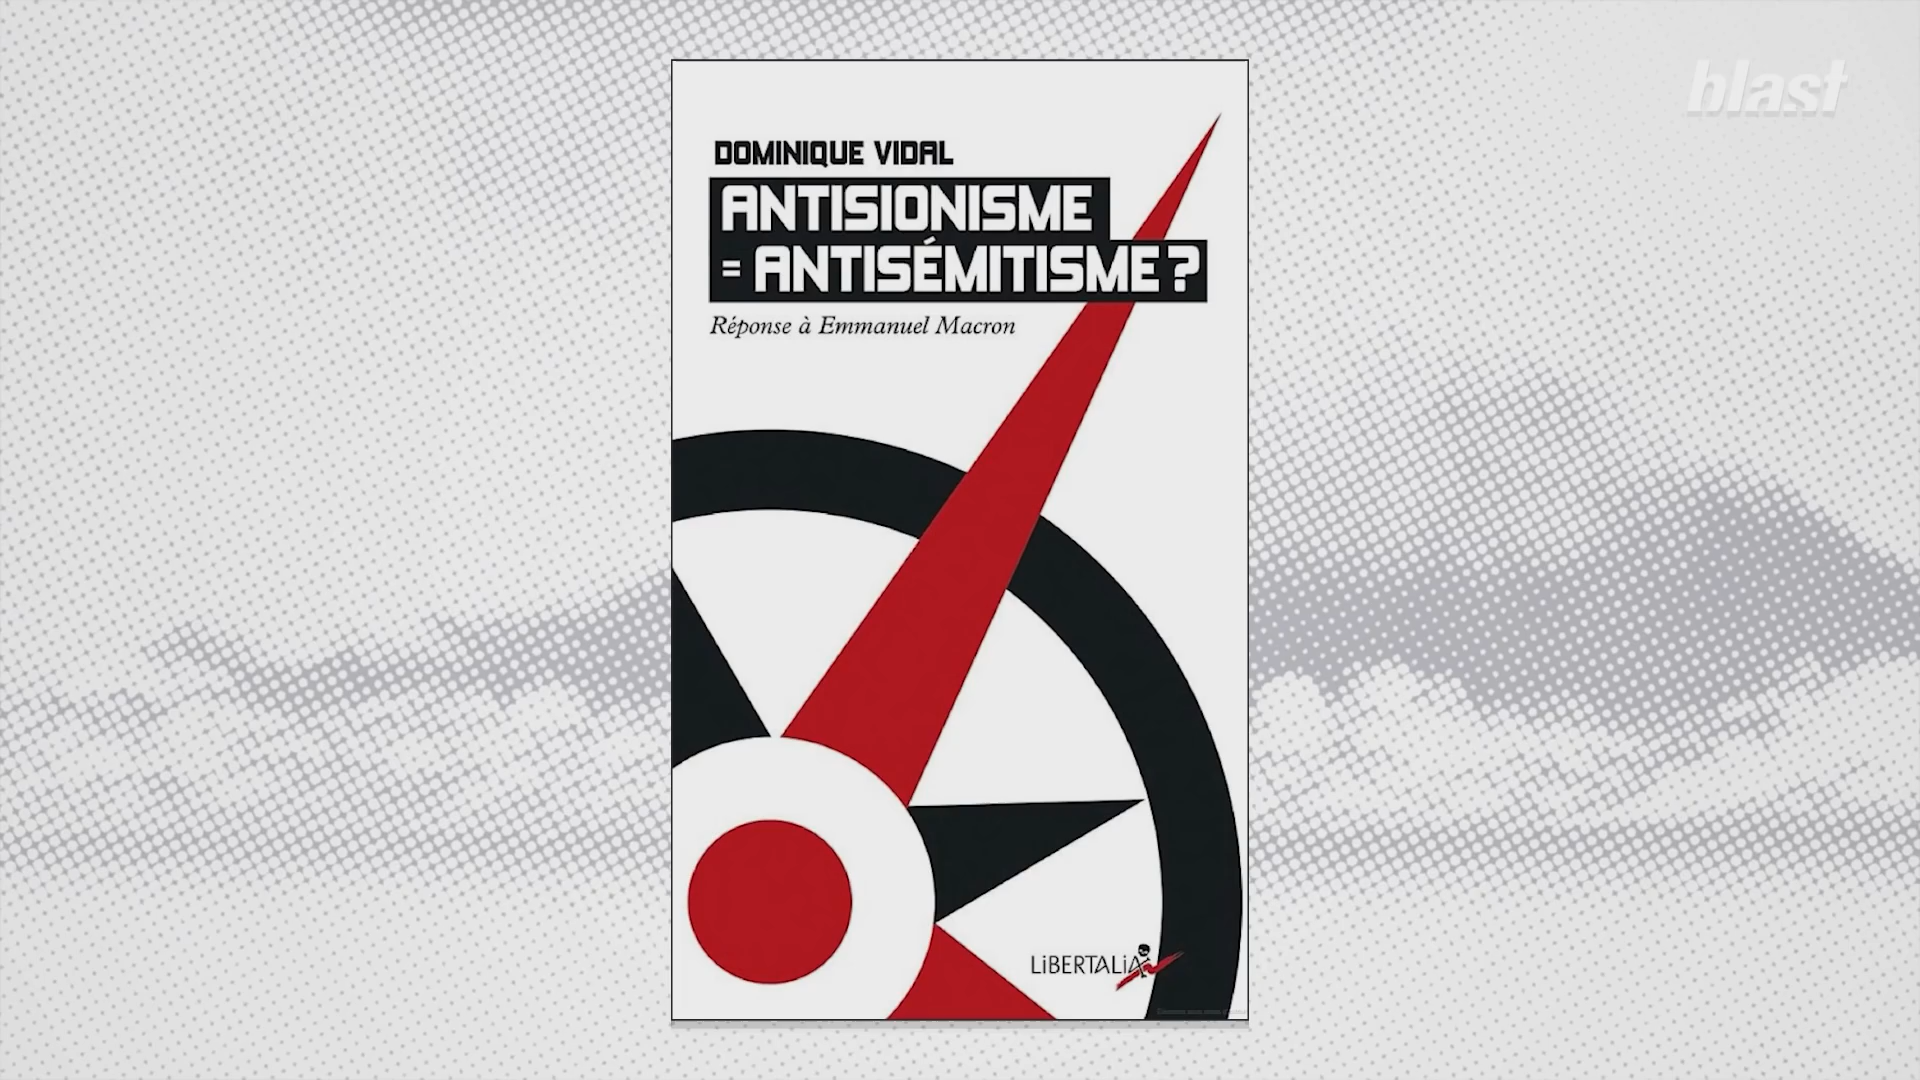 blast
DOMINIQUE VIDAL
ANTISIONISME
= ANTISÉMITISME ?
Réponse à Emmanuel Macron
LiBERTALiA